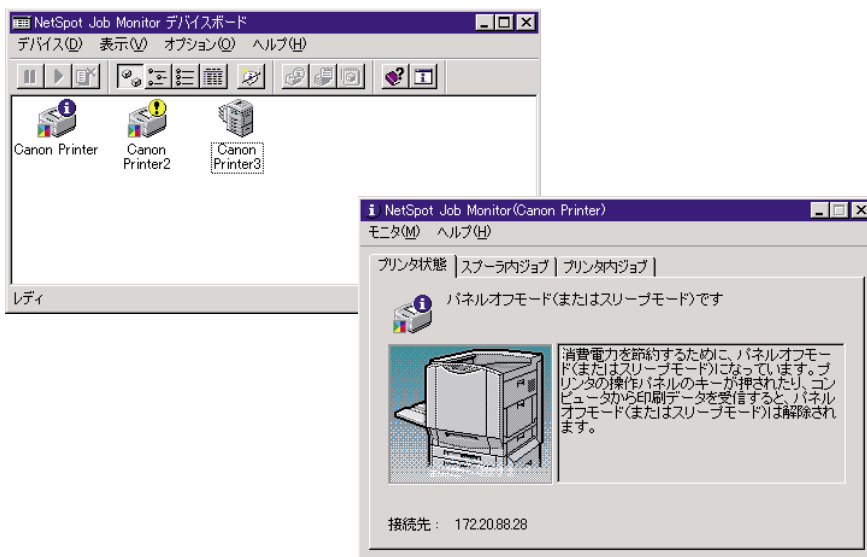 NetSpot Job Monitor デバイスボード
デバイス(D) 表示(V) オプション(O) ヘルプ(H)
Canon Printer
Canon
Printer2
Canon
Printer3
レディ
NetSpot Job Monitor(Canon Printer)
モニタ(M) ヘルプ(H)
プリンタ状態 スプーラ内ジョブ プリンタ内ジョブ
パネルオフモード(またはスリープモード)です
消費電力を節約するために、パネルオフモー
ド(またはスリープモード)になっています。プ
リンタの操作パネルのキーが押されたり、コン
ピュータから印刷データを受信すると、パネル
オフモード(またはスリープモード)は解除され
ます。
接続先： 172.20.88.28